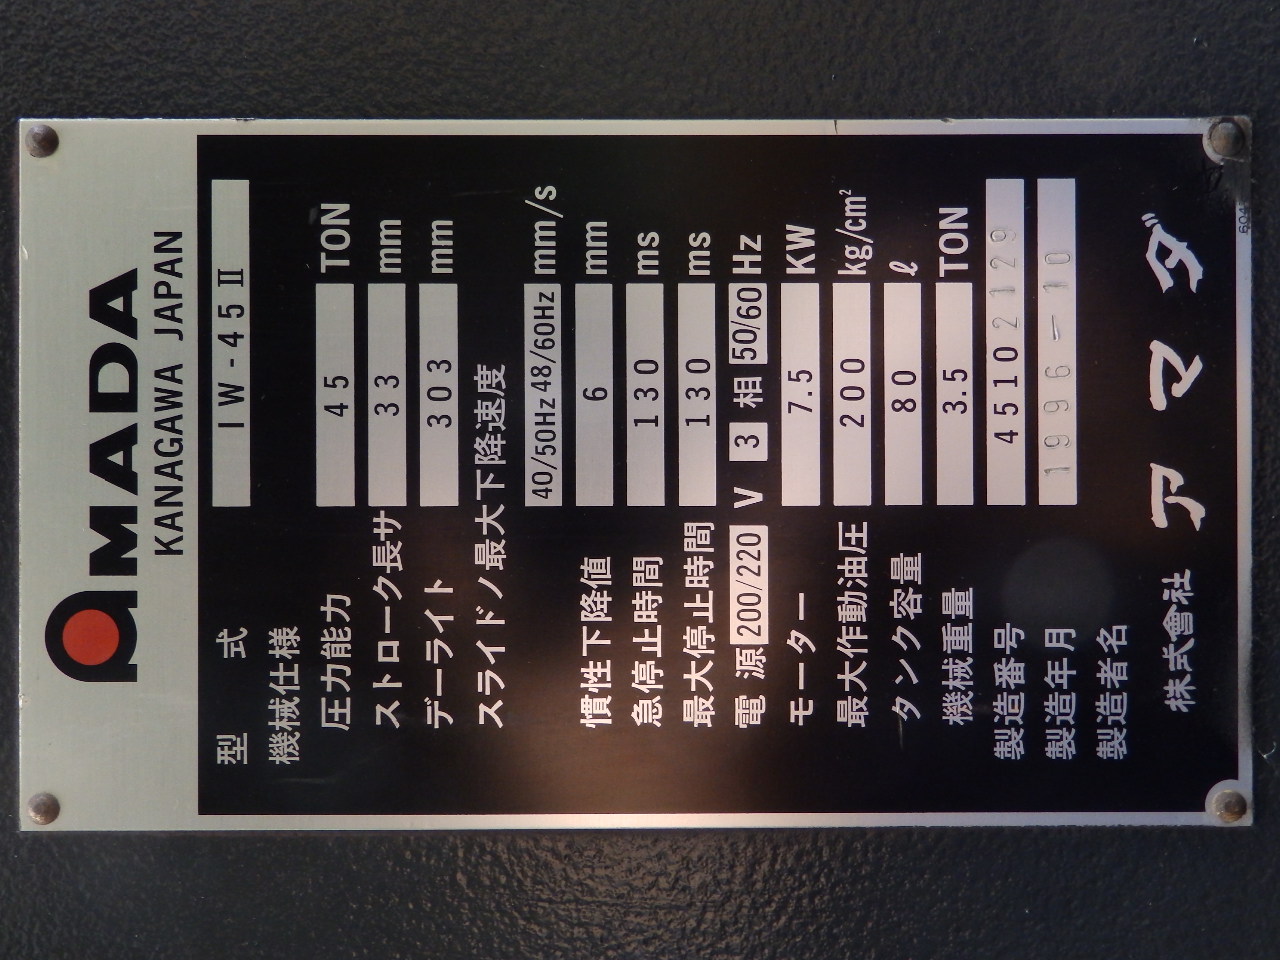 AMADA
KANAGAWA JAPAN
型 式 IW-45Ⅱ
機械仕様
圧力能力 45 TON
ストローク長サ 33 mm
デーライト 303 mm
スライドノ最大下降速度
40/50Hz 48/60Hz mm/s
慣性下降値 6 mm
急停止時間 130 ms
最大停止時間 130 ms
電 源 200/220 V 3 相 50/60 Hz
モーター 7.5 KW
最大作動油圧 200 kg/cm²
タンク容量 80 ℓ
機械重量 3.5 TON
製造番号 45102129
製造年月 1996-10
製造者名
株式會社 アマダ